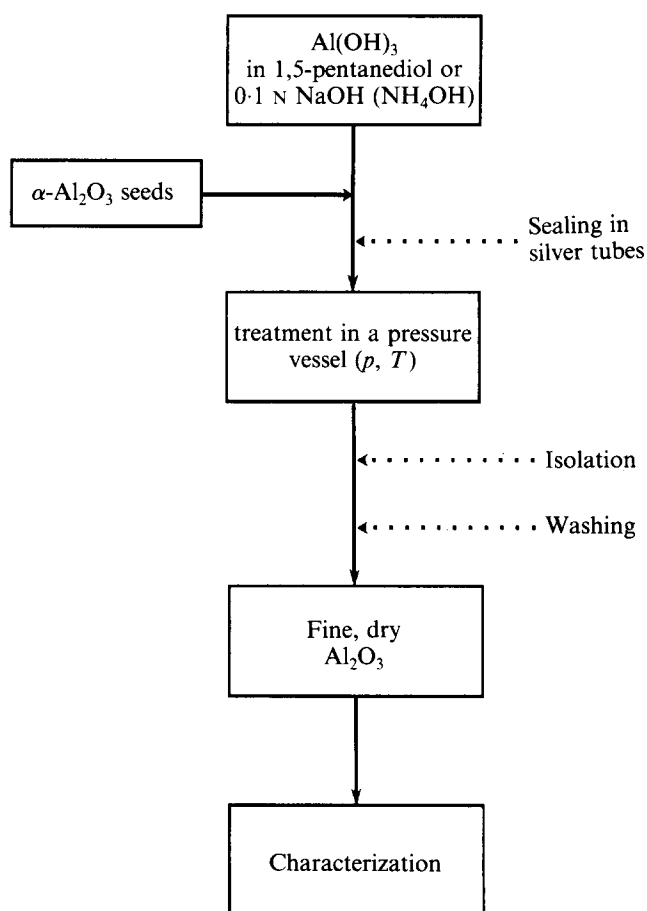 Al(OH)₃
in 1,5-pentanediol or
0·1 N NaOH (NH₄OH)
α-Al₂O₃ seeds
Sealing in
silver tubes
treatment in a pressure
vessel (p, T)
Isolation
Washing
Fine, dry
Al₂O₃
Characterization